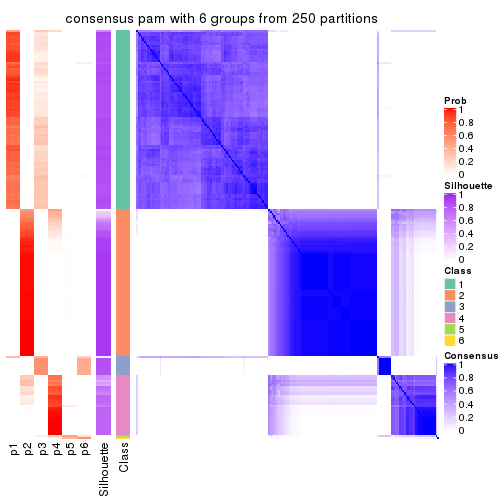 consensus pam with 6 groups from 250 partitions
Prob
1
0.8
0.6
0.4
0.2
0
Silhouette
1
0.8
0.6
0.4
0.2
0
Class
1
2
3
4
5
6
Consensus
1
0.8
0.6
0.4
0.2
0
p1
p2
p3
p4
p5
p6
Silhouette
Class